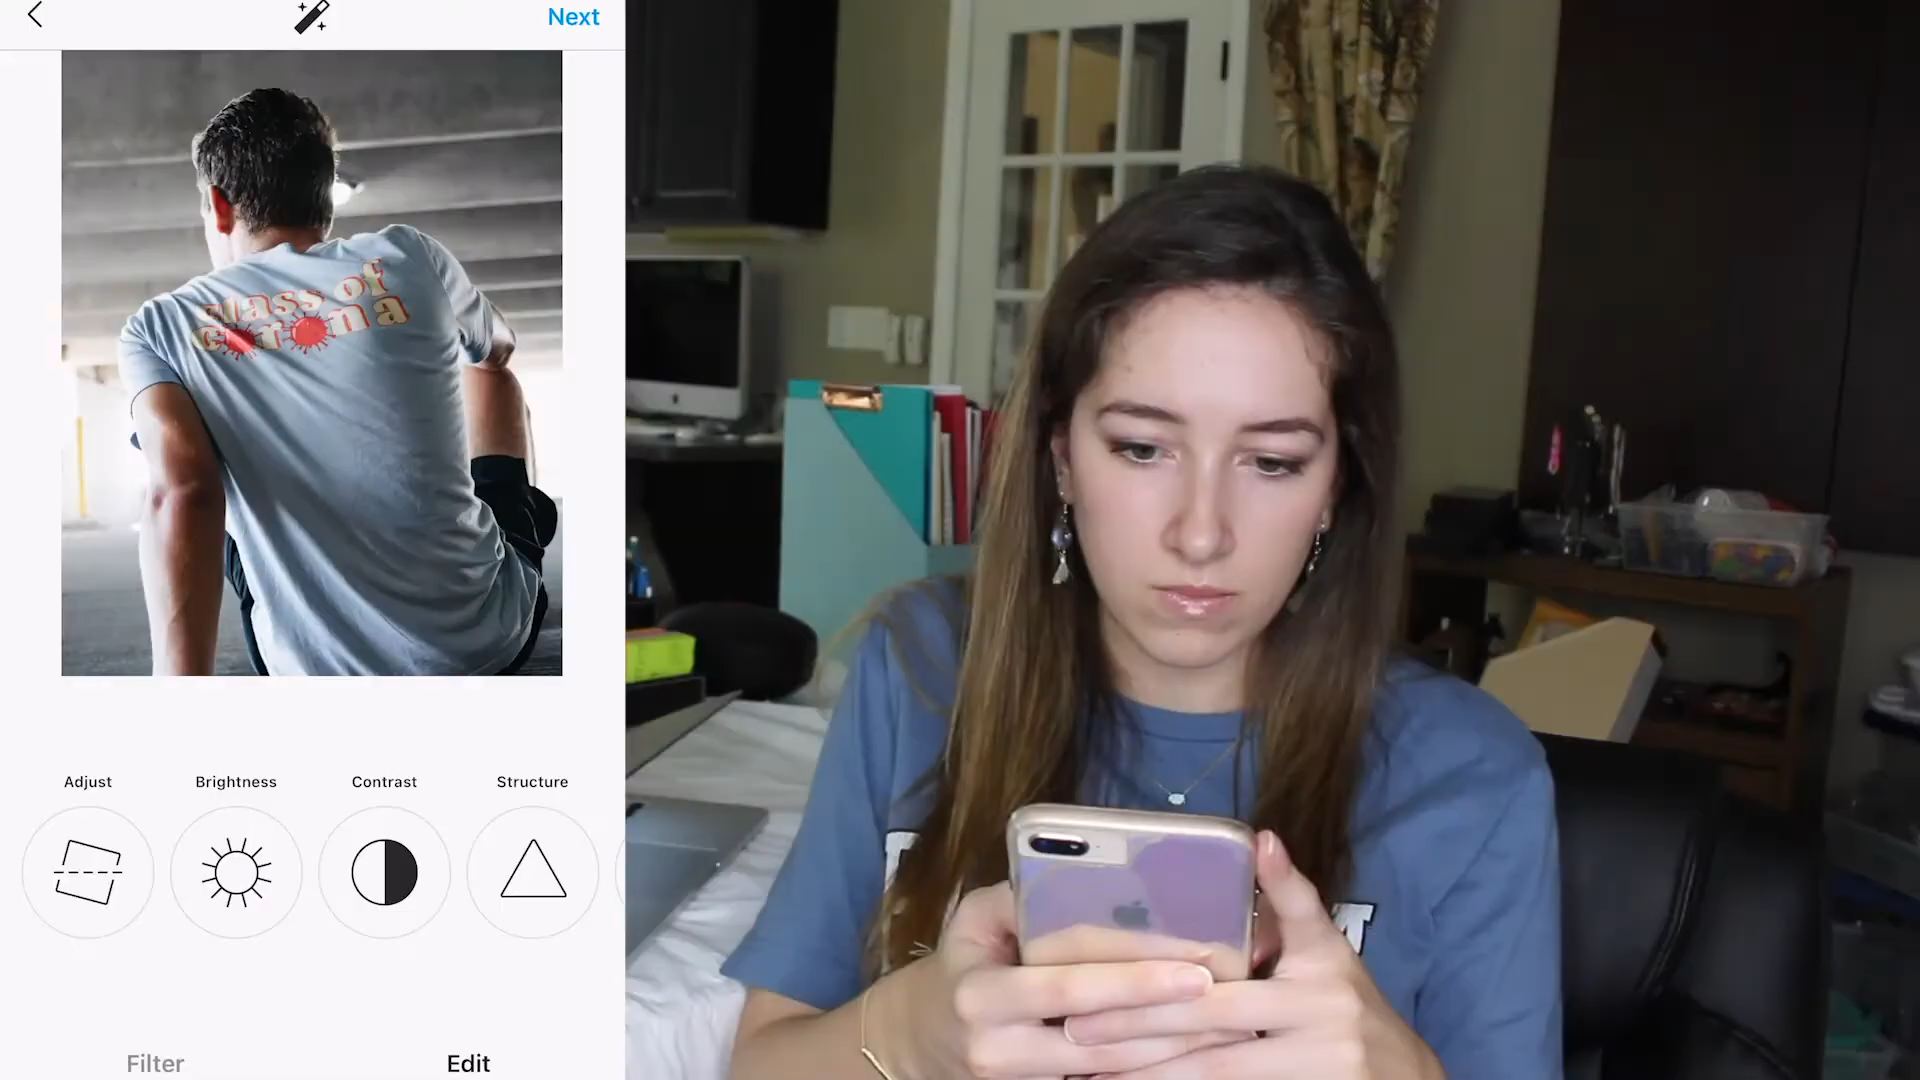 Next
Class of
Corona
Adjust
Brightness
Contrast
Structure
Filter
Edit